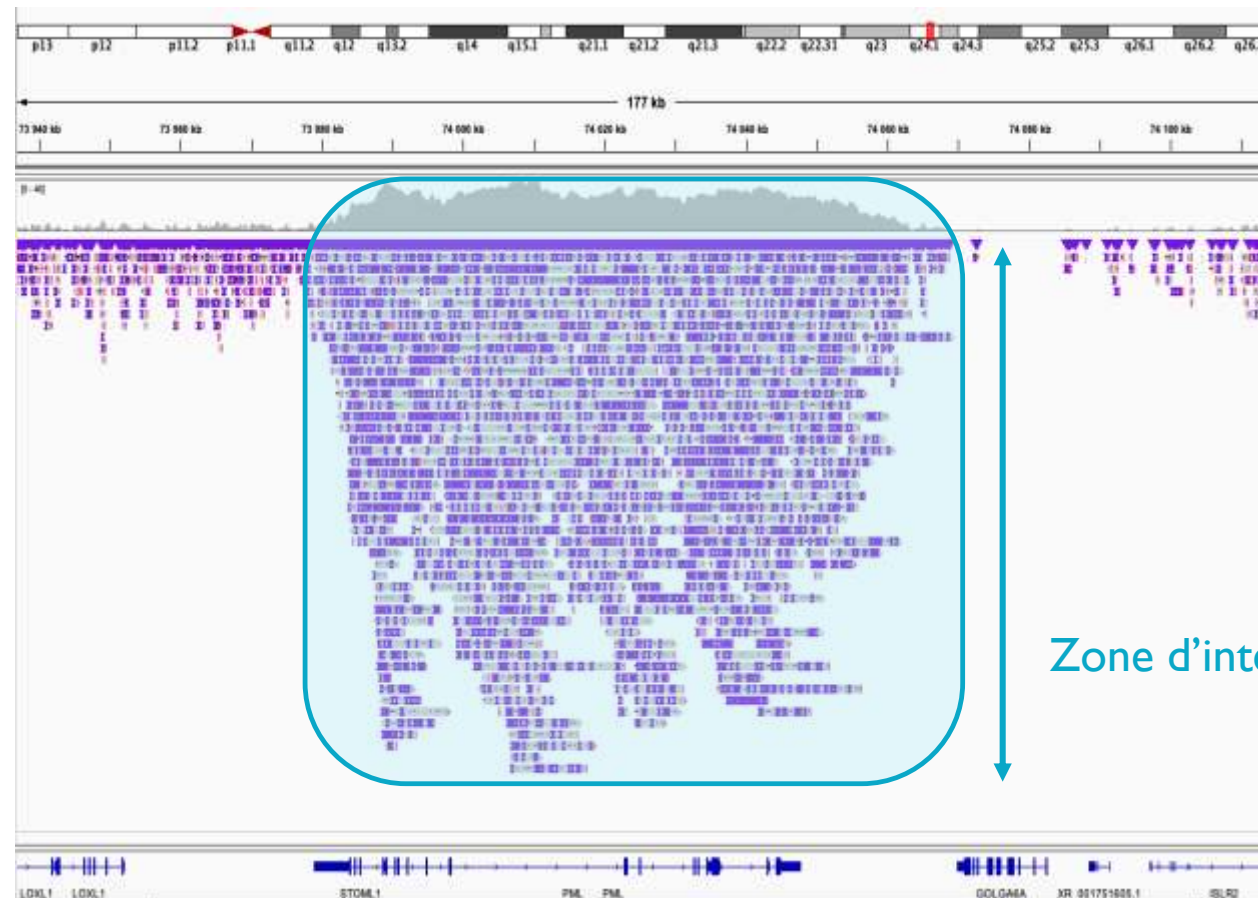 p13 p12 p11.2 p11.1 q11.2 q12 q13.2 q14 q15.1 q21.1 q21.2 q21.3 q22.2 q22.31 q23 q24.1 q24.3 q25.2 q25.3 q26.1 q26.2 q26.
177 kb
73 940 kb 73 960 kb 73 980 kb 74 000 kb 74 020 kb 74 040 kb 74 060 kb 74 080 kb 74 100 kb
[0 - 40]
Zone d'inté
LOXL1 LOXL1 STOML1 PML PML GOLGA6A XR_001751605.1 ISLR2